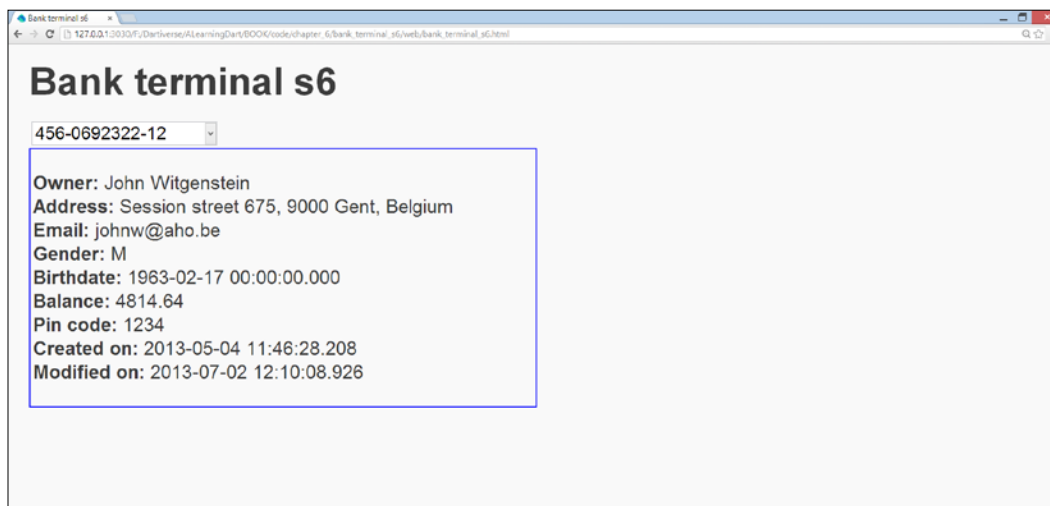 Bank terminal s6
127.0.0.1:3030/F:/Dartiverse/ALearningDart/BOOK/code/chapter_6/bank_terminal_s6/web/bank_terminal_s6.html
Bank terminal s6
456-0692322-12
Owner: John Witgenstein
Address: Session street 675, 9000 Gent, Belgium
Email: johnw@aho.be
Gender: M
Birthdate: 1963-02-17 00:00:00.000
Balance: 4814.64
Pin code: 1234
Created on: 2013-05-04 11:46:28.208
Modified on: 2013-07-02 12:10:08.926